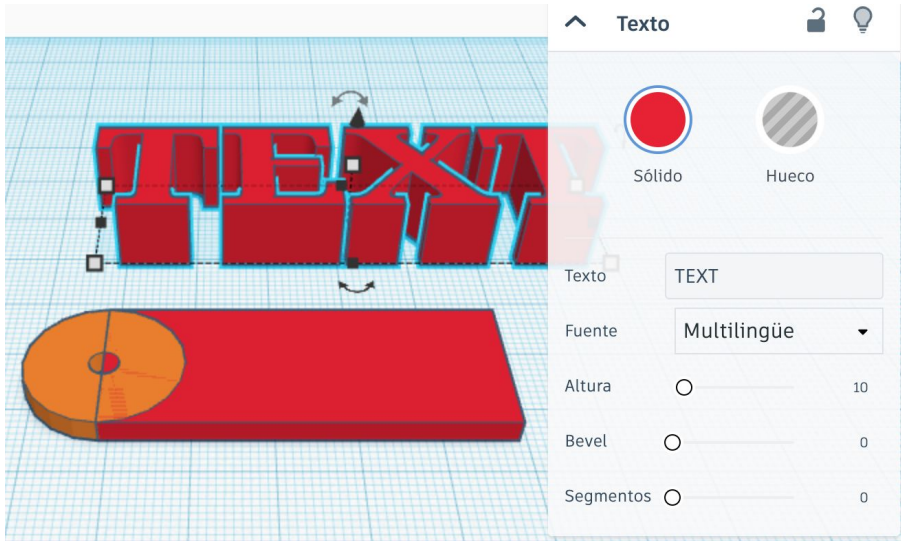 Texto
Sólido Hueco
TEXT
Texto TEXT
Fuente Multilingüe
Altura 10
Bevel 0
Segmentos 0